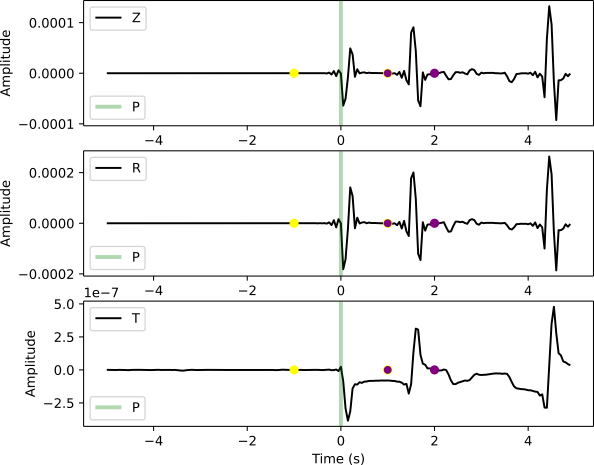 0.0001
0.0000
−0.0001
Amplitude
Z
P
−4 −2 0 2 4
0.0002
0.0000
−0.0002
Amplitude
R
P
−4 −2 0 2 4
1e−7
5.0
2.5
0.0
−2.5
Amplitude
T
P
−4 −2 0 2 4
Time (s)